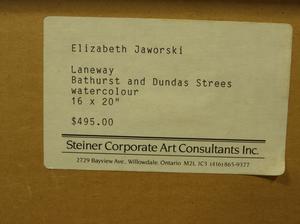 Elizabeth Jaworski
Laneway
Bathurst and Dundas Strees
watercolour
16 x 20"
$495.00
Steiner Corporate Art Consultants Inc.
2729 Bayview Ave., Willowdale, Ontario M2L 1C3 (416) 865-9377